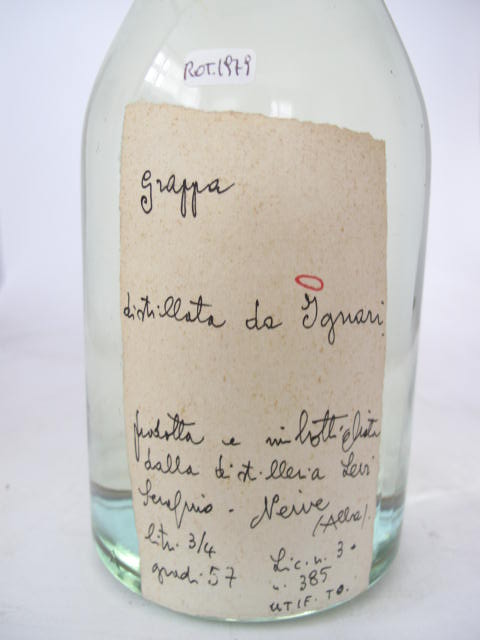 ROT.1979
Grappa
distillata da Ignari
prodotta e imbottigliata
dalla distilleria Levi
Serafino - Neive
(Alba).
litri 3/4
gradi 57
Lic. n. 3
n. 385
UTIF. TO.